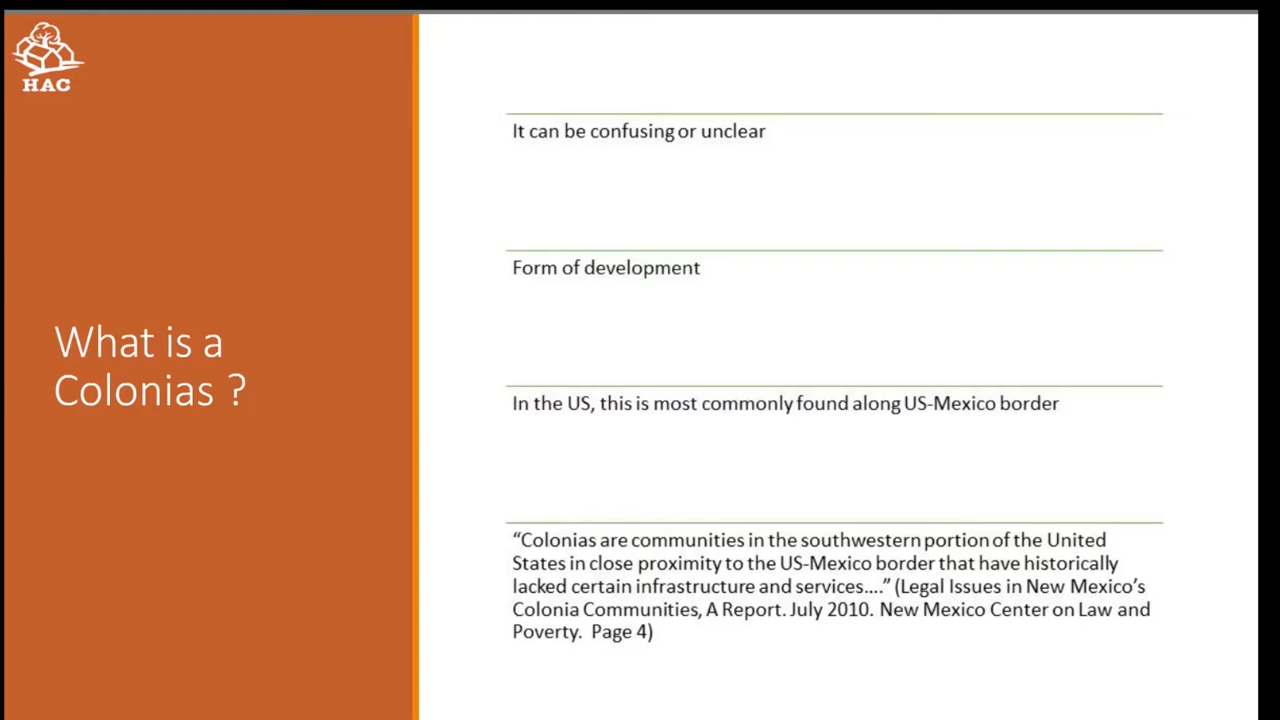 HAC
What is a
Colonias ?
It can be confusing or unclear
Form of development
In the US, this is most commonly found along US-Mexico border
“Colonias are communities in the southwestern portion of the United
States in close proximity to the US-Mexico border that have historically
lacked certain infrastructure and services….” (Legal Issues in New Mexico’s
Colonia Communities, A Report. July 2010. New Mexico Center on Law and
Poverty. Page 4)